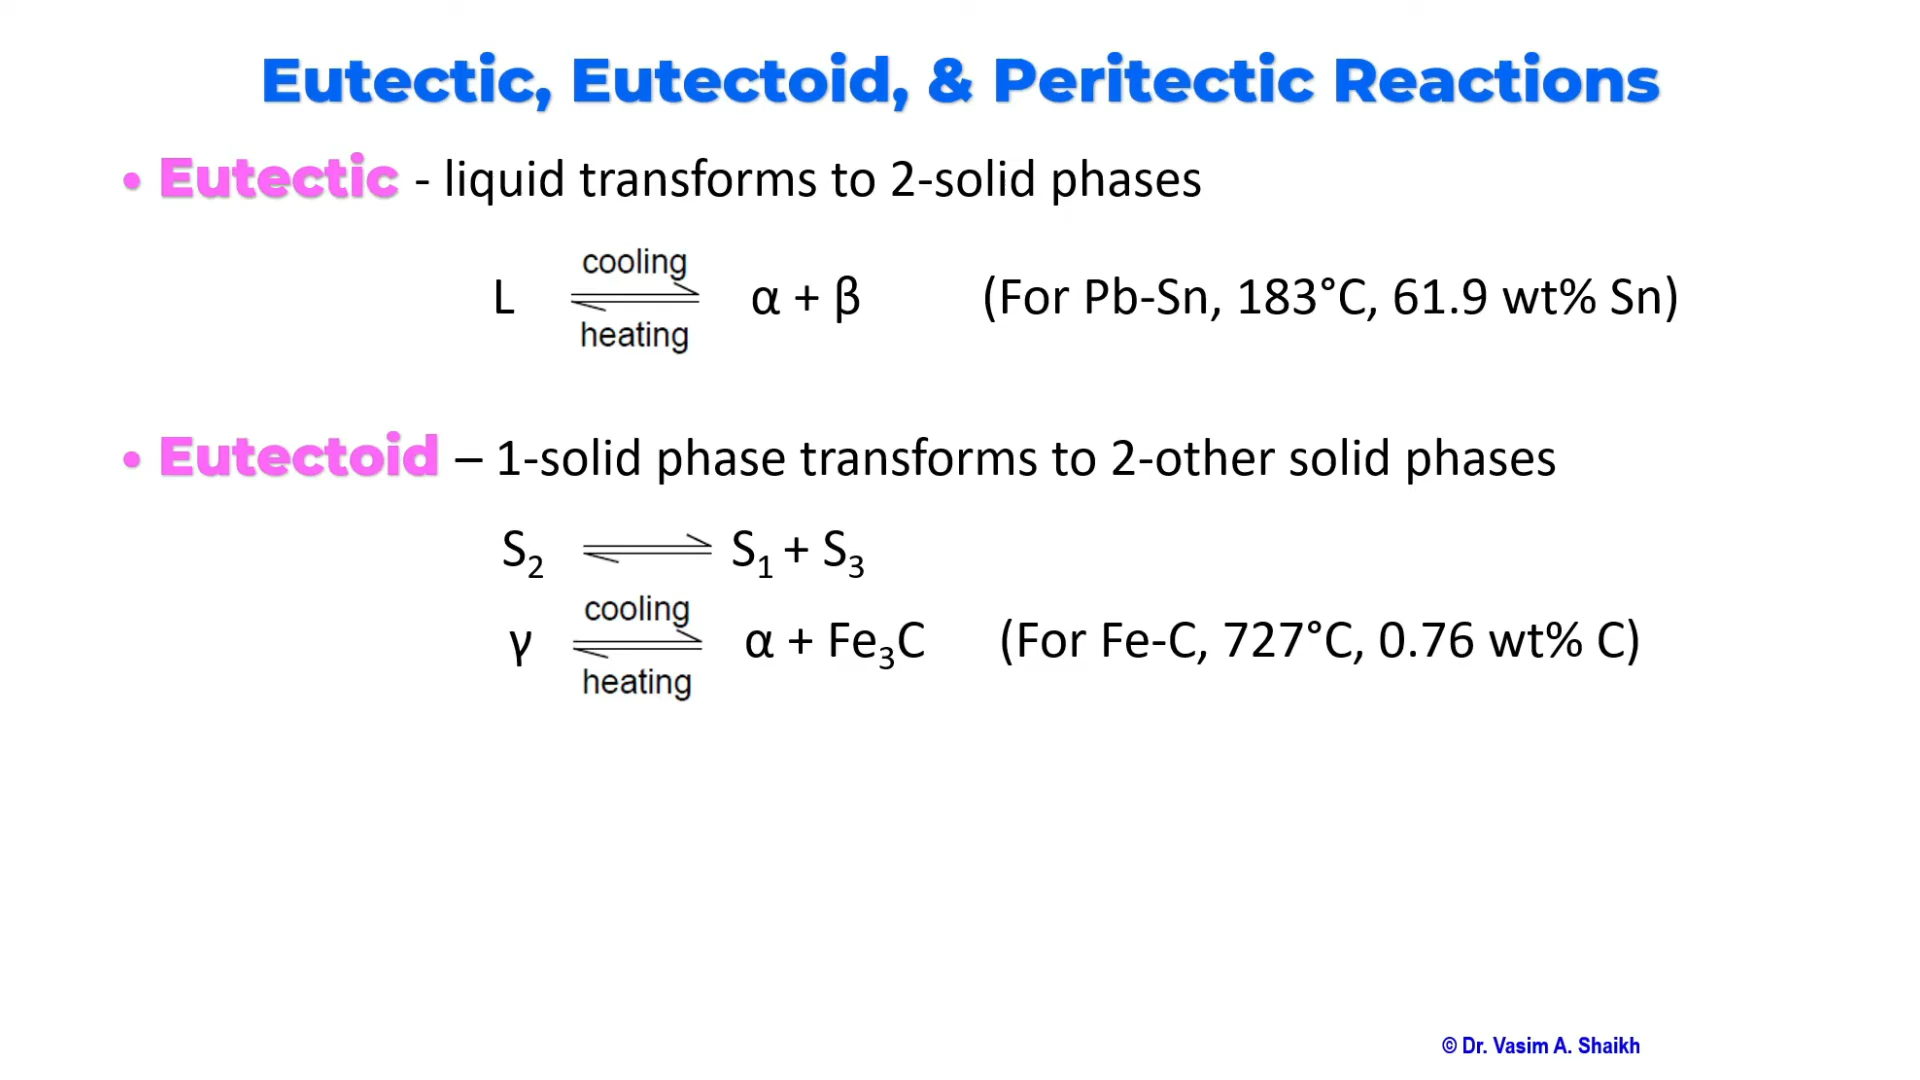 Eutectic, Eutectoid, & Peritectic Reactions
• Eutectic - liquid transforms to 2-solid phases
cooling
L ⇌ α + β (For Pb-Sn, 183°C, 61.9 wt% Sn)
heating
• Eutectoid – 1-solid phase transforms to 2-other solid phases
S₂ ⇌ S₁ + S₃
cooling
γ ⇌ α + Fe₃C (For Fe-C, 727°C, 0.76 wt% C)
heating
© Dr. Vasim A. Shaikh